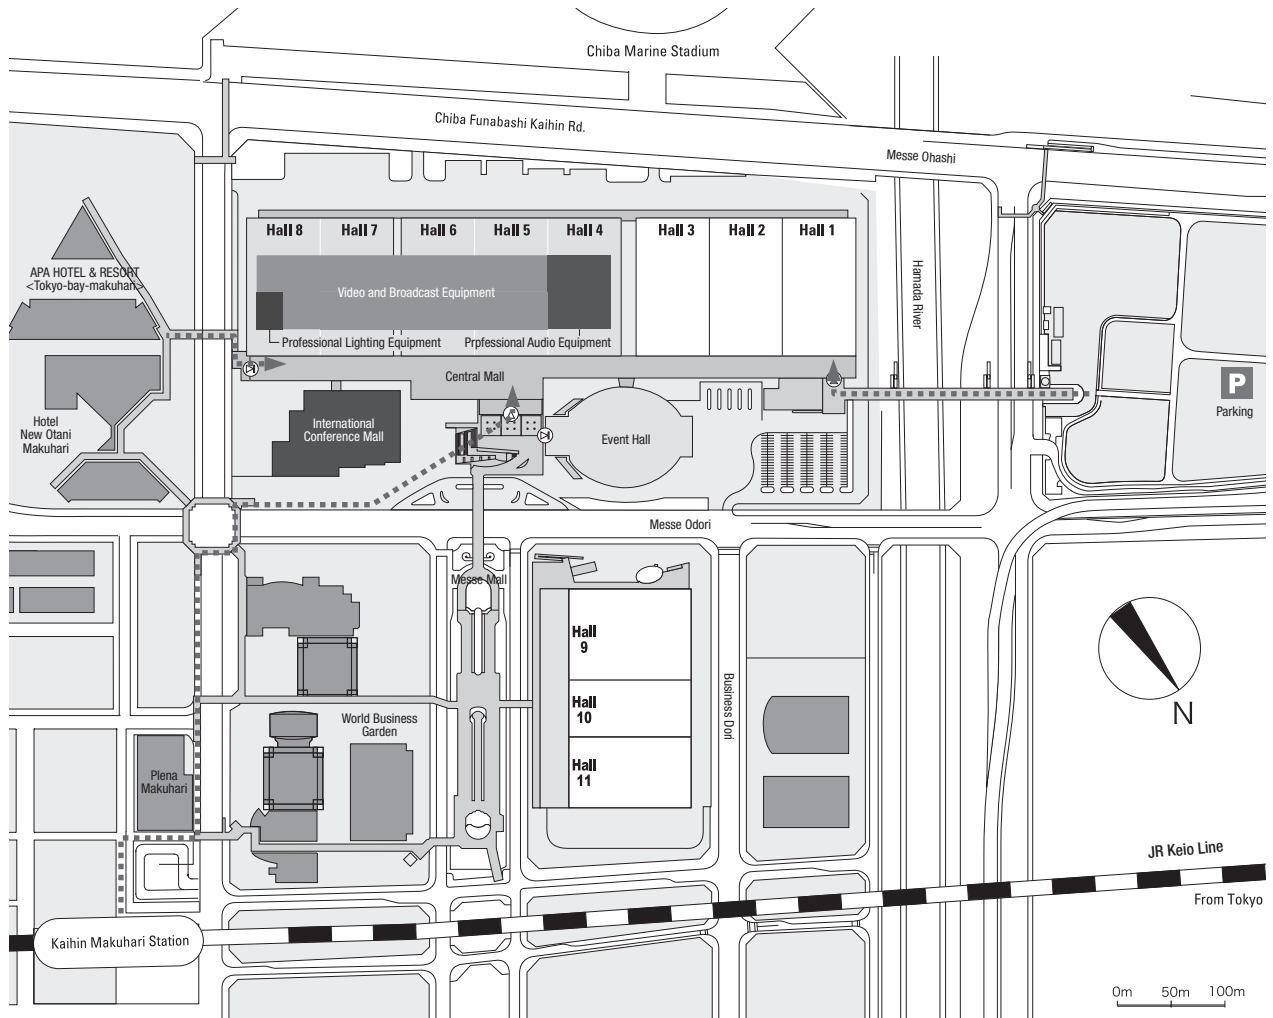 Chiba Marine Stadium
Chiba Funabashi Kaihin Rd.
Messe Ohashi
Hall 8
Hall 7
Hall 6
Hall 5
Hall 4
Hall 3
Hall 2
Hall 1
APA HOTEL & RESORT
<Tokyo-bay-makuhari>
Video and Broadcast Equipment
Hamada River
Professional Lighting Equipment
Prpfessional Audio Equipment
Central Mall
P
Parking
Hotel
New Otani
Makuhari
International
Conference Mall
Event Hall
Messe Odori
Messe Mall
Hall
9
Hall
10
Hall
11
Business Dori
N
World Business
Garden
Plena
Makuhari
JR Keio Line
From Tokyo
Kaihin Makuhari Station
0m
50m
100m